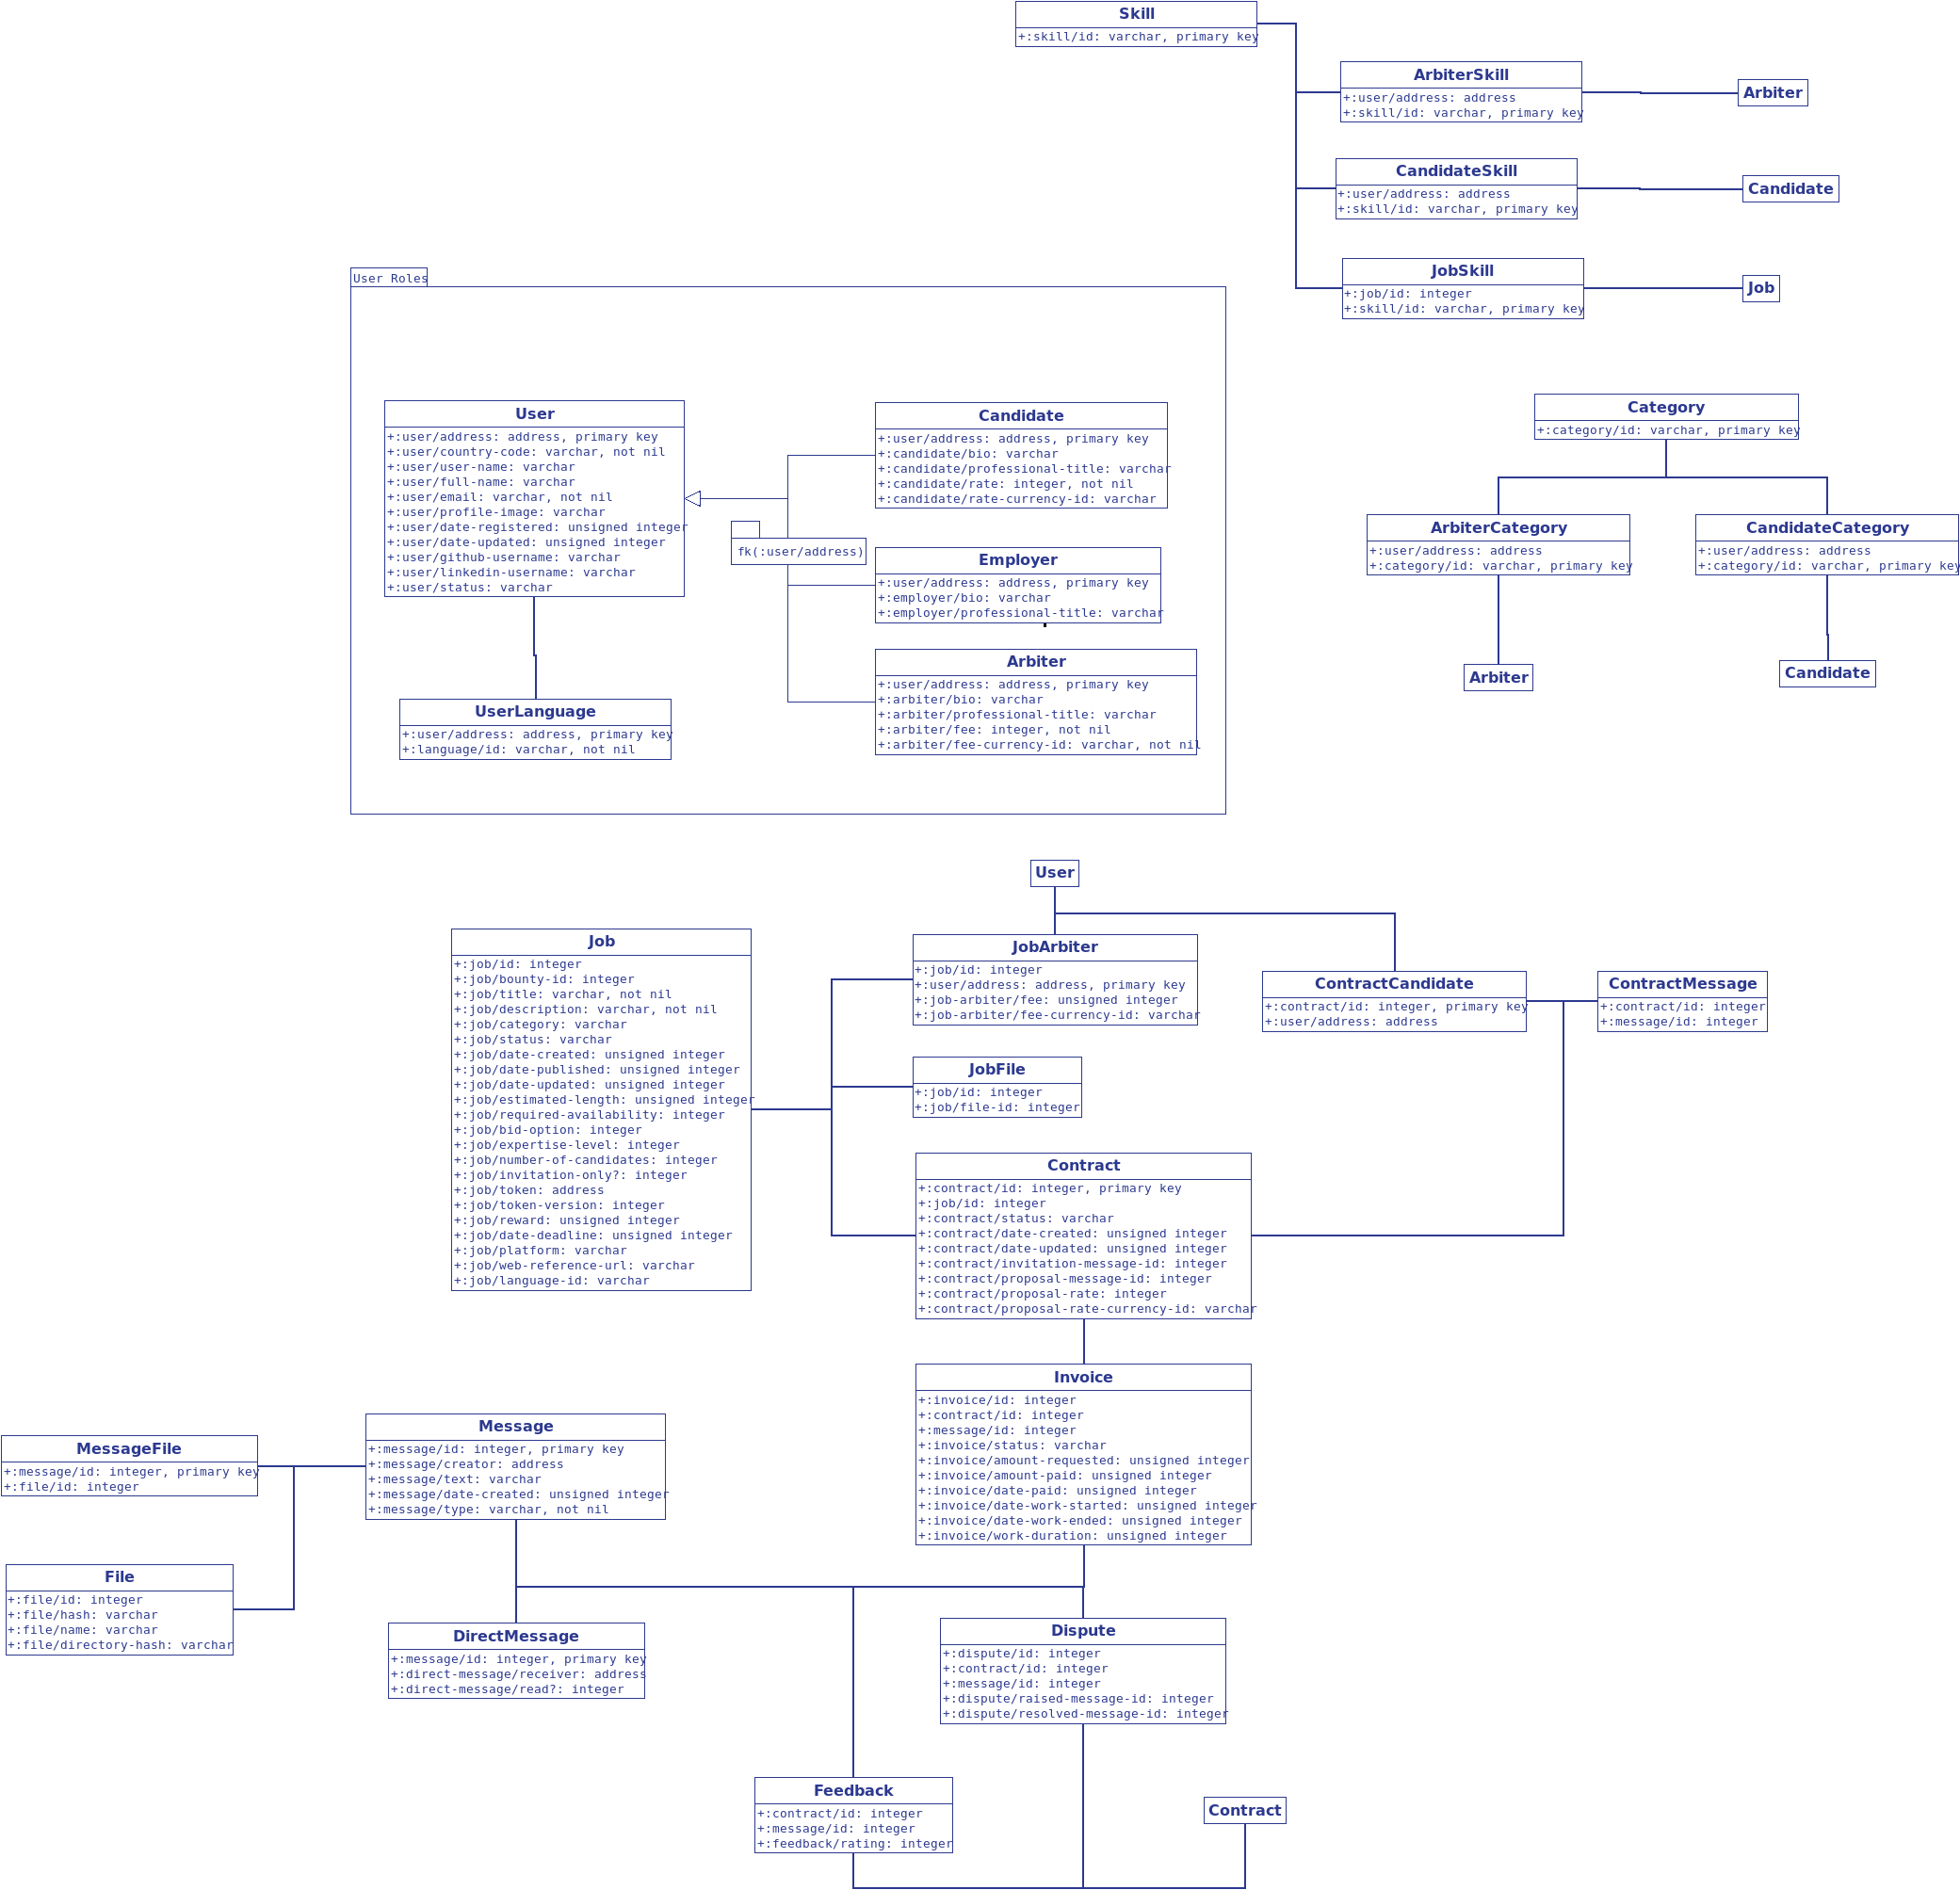 Skill
+:skill/id: varchar, primary key
ArbiterSkill
+:user/address: address
+:skill/id: varchar, primary key
Arbiter
CandidateSkill
+:user/address: address
+:skill/id: varchar, primary key
Candidate
JobSkill
+:job/id: integer
+:skill/id: varchar, primary key
Job
User Roles
User
+:user/address: address, primary key
+:user/country-code: varchar, not nil
+:user/user-name: varchar
+:user/full-name: varchar
+:user/email: varchar, not nil
+:user/profile-image: varchar
+:user/date-registered: unsigned integer
+:user/date-updated: unsigned integer
+:user/github-username: varchar
+:user/linkedin-username: varchar
+:user/status: varchar
Candidate
+:user/address: address, primary key
+:candidate/bio: varchar
+:candidate/professional-title: varchar
+:candidate/rate: integer, not nil
+:candidate/rate-currency-id: varchar
fk(:user/address)
Employer
+:user/address: address, primary key
+:employer/bio: varchar
+:employer/professional-title: varchar
Arbiter
+:user/address: address, primary key
+:arbiter/bio: varchar
+:arbiter/professional-title: varchar
+:arbiter/fee: integer, not nil
+:arbiter/fee-currency-id: varchar, not nil
UserLanguage
+:user/address: address, primary key
+:language/id: varchar, not nil
Category
+:category/id: varchar, primary key
ArbiterCategory
+:user/address: address
+:category/id: varchar, primary key
CandidateCategory
+:user/address: address
+:category/id: varchar, primary key
Arbiter
Candidate
User
Job
+:job/id: integer
+:job/bounty-id: integer
+:job/title: varchar, not nil
+:job/description: varchar, not nil
+:job/category: varchar
+:job/status: varchar
+:job/date-created: unsigned integer
+:job/date-published: unsigned integer
+:job/date-updated: unsigned integer
+:job/estimated-length: unsigned integer
+:job/required-availability: integer
+:job/bid-option: integer
+:job/expertise-level: integer
+:job/number-of-candidates: integer
+:job/invitation-only?: integer
+:job/token: address
+:job/token-version: integer
+:job/reward: unsigned integer
+:job/date-deadline: unsigned integer
+:job/platform: varchar
+:job/web-reference-url: varchar
+:job/language-id: varchar
JobArbiter
+:job/id: integer
+:user/address: address, primary key
+:job-arbiter/fee: unsigned integer
+:job-arbiter/fee-currency-id: varchar
ContractCandidate
+:contract/id: integer, primary key
+:user/address: address
ContractMessage
+:contract/id: integer
+:message/id: integer
JobFile
+:job/id: integer
+:job/file-id: integer
Contract
+:contract/id: integer, primary key
+:job/id: integer
+:contract/status: varchar
+:contract/date-created: unsigned integer
+:contract/date-updated: unsigned integer
+:contract/invitation-message-id: integer
+:contract/proposal-message-id: integer
+:contract/proposal-rate: integer
+:contract/proposal-rate-currency-id: varchar
Invoice
+:invoice/id: integer
+:contract/id: integer
+:message/id: integer
+:invoice/status: varchar
+:invoice/amount-requested: unsigned integer
+:invoice/amount-paid: unsigned integer
+:invoice/date-paid: unsigned integer
+:invoice/date-work-started: unsigned integer
+:invoice/date-work-ended: unsigned integer
+:invoice/work-duration: unsigned integer
MessageFile
+:message/id: integer, primary key
+:file/id: integer
Message
+:message/id: integer, primary key
+:message/creator: address
+:message/text: varchar
+:message/date-created: unsigned integer
+:message/type: varchar, not nil
File
+:file/id: integer
+:file/hash: varchar
+:file/name: varchar
+:file/directory-hash: varchar
DirectMessage
+:message/id: integer, primary key
+:direct-message/receiver: address
+:direct-message/read?: integer
Dispute
+:dispute/id: integer
+:contract/id: integer
+:message/id: integer
+:dispute/raised-message-id: integer
+:dispute/resolved-message-id: integer
Feedback
+:contract/id: integer
+:message/id: integer
+:feedback/rating: integer
Contract